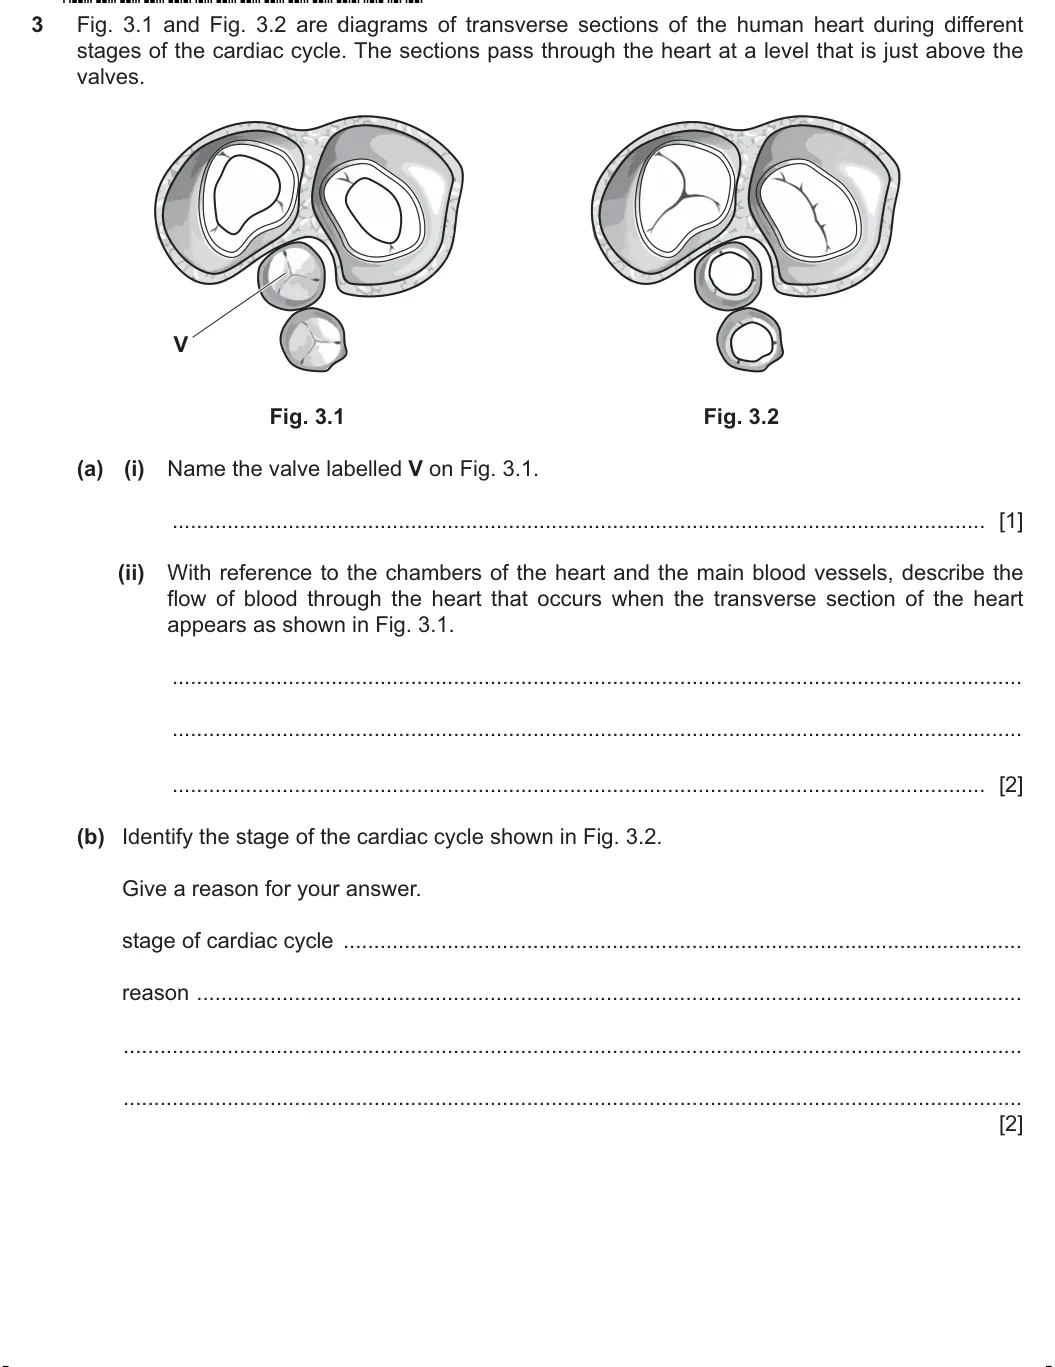 3 Fig. 3.1 and Fig. 3.2 are diagrams of transverse sections of the human heart during different
stages of the cardiac cycle. The sections pass through the heart at a level that is just above the
valves.
V
Fig. 3.1
Fig. 3.2
(a) (i) Name the valve labelled V on Fig. 3.1.
[1]
(ii) With reference to the chambers of the heart and the main blood vessels, describe the
flow of blood through the heart that occurs when the transverse section of the heart
appears as shown in Fig. 3.1.
[2]
(b) Identify the stage of the cardiac cycle shown in Fig. 3.2.
Give a reason for your answer.
stage of cardiac cycle
reason
[2]